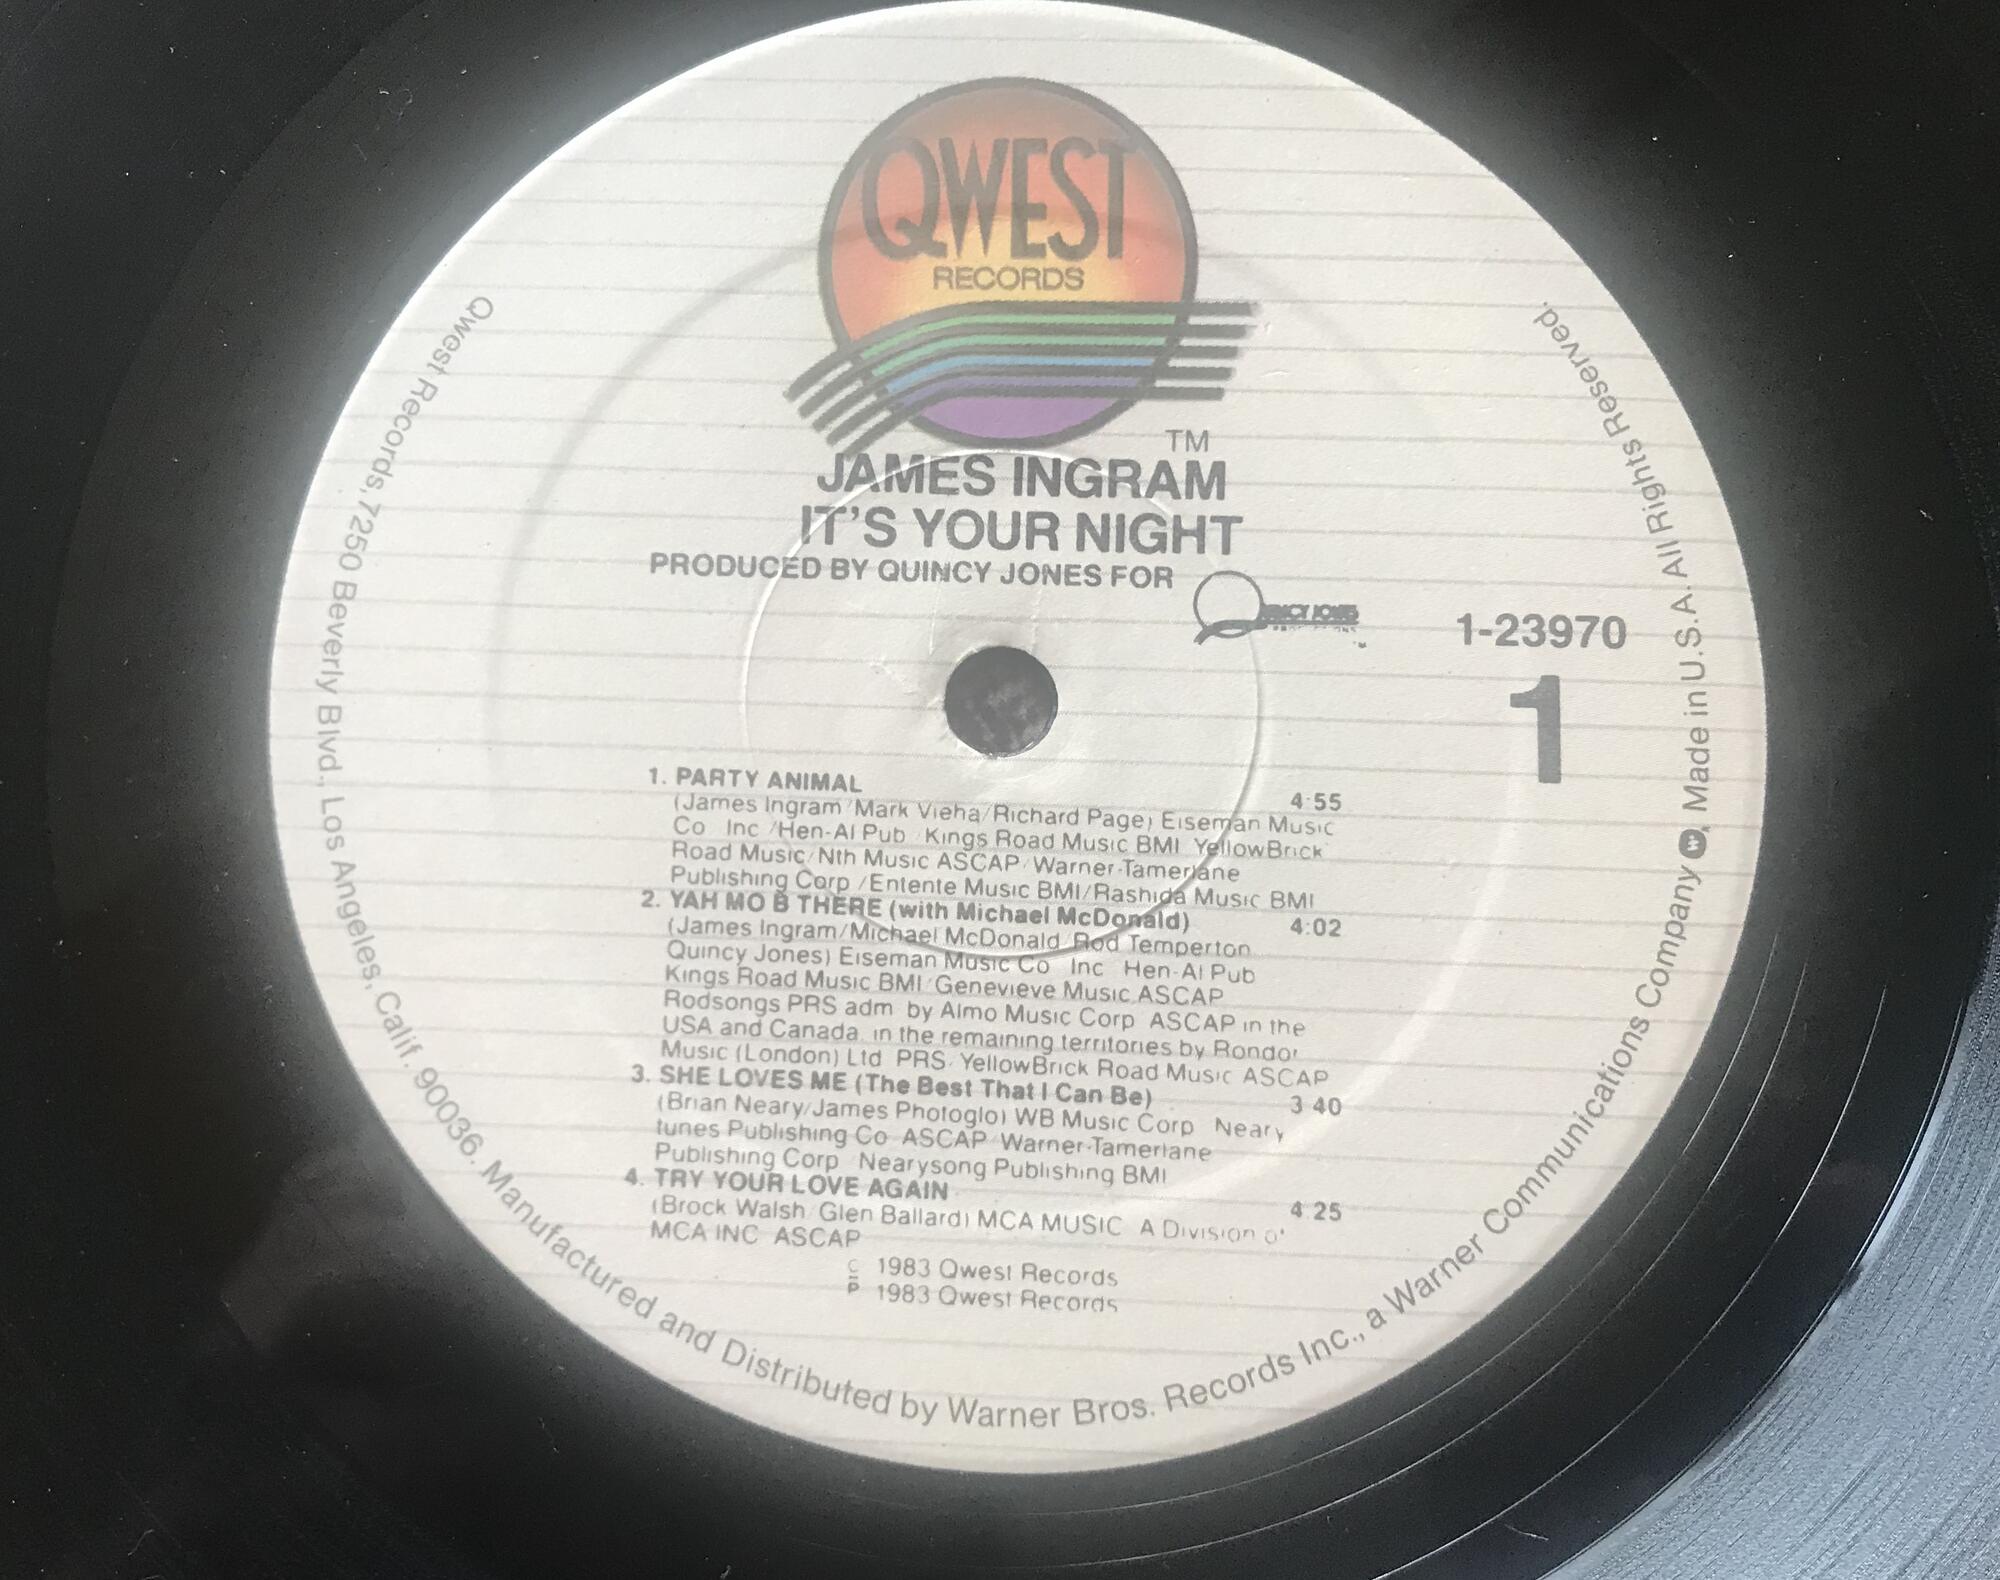 QWEST
RECORDS
TM
JAMES INGRAM
IT'S YOUR NIGHT
PRODUCED BY QUINCY JONES FOR
1-23970
1
1. PARTY ANIMAL 4:55
(James Ingram/Mark Vieha/Richard Page) Eiseman Music
Co Inc /Hen-Al Pub / Kings Road Music BMI YellowBrick
Road Music/Nth Music ASCAP/Warner-Tamerlane
Publishing Corp /Entente Music BMI/Rashida Music BMI
2. YAH MO B THERE (with Michael McDonald) 4:02
(James Ingram/Michael McDonald/Rod Temperton
Quincy Jones) Eiseman Music Co Inc Hen-Al Pub
Kings Road Music BMI/Genevieve Music ASCAP
Rodsongs PRS adm by Almo Music Corp ASCAP in the
USA and Canada in the remaining territories by Rondor
Music (London) Ltd PRS/YellowBrick Road Music ASCAP
3. SHE LOVES ME (The Best That I Can Be) 3:40
(Brian Neary/James Photoglo) WB Music Corp Neary
tunes Publishing Co ASCAP/Warner-Tamerlane
Publishing Corp Nearysong Publishing BMI
4. TRY YOUR LOVE AGAIN 4:25
(Brock Walsh/Glen Ballard) MCA MUSIC A Division of
MCA INC ASCAP
C 1983 Qwest Records
P 1983 Qwest Records
Qwest Records, 7250 Beverly Blvd., Los Angeles, Calif. 90036. Manufactured and Distributed by Warner Bros. Records Inc., a Warner Communications Company W, Made in U.S.A. All Rights Reserved.